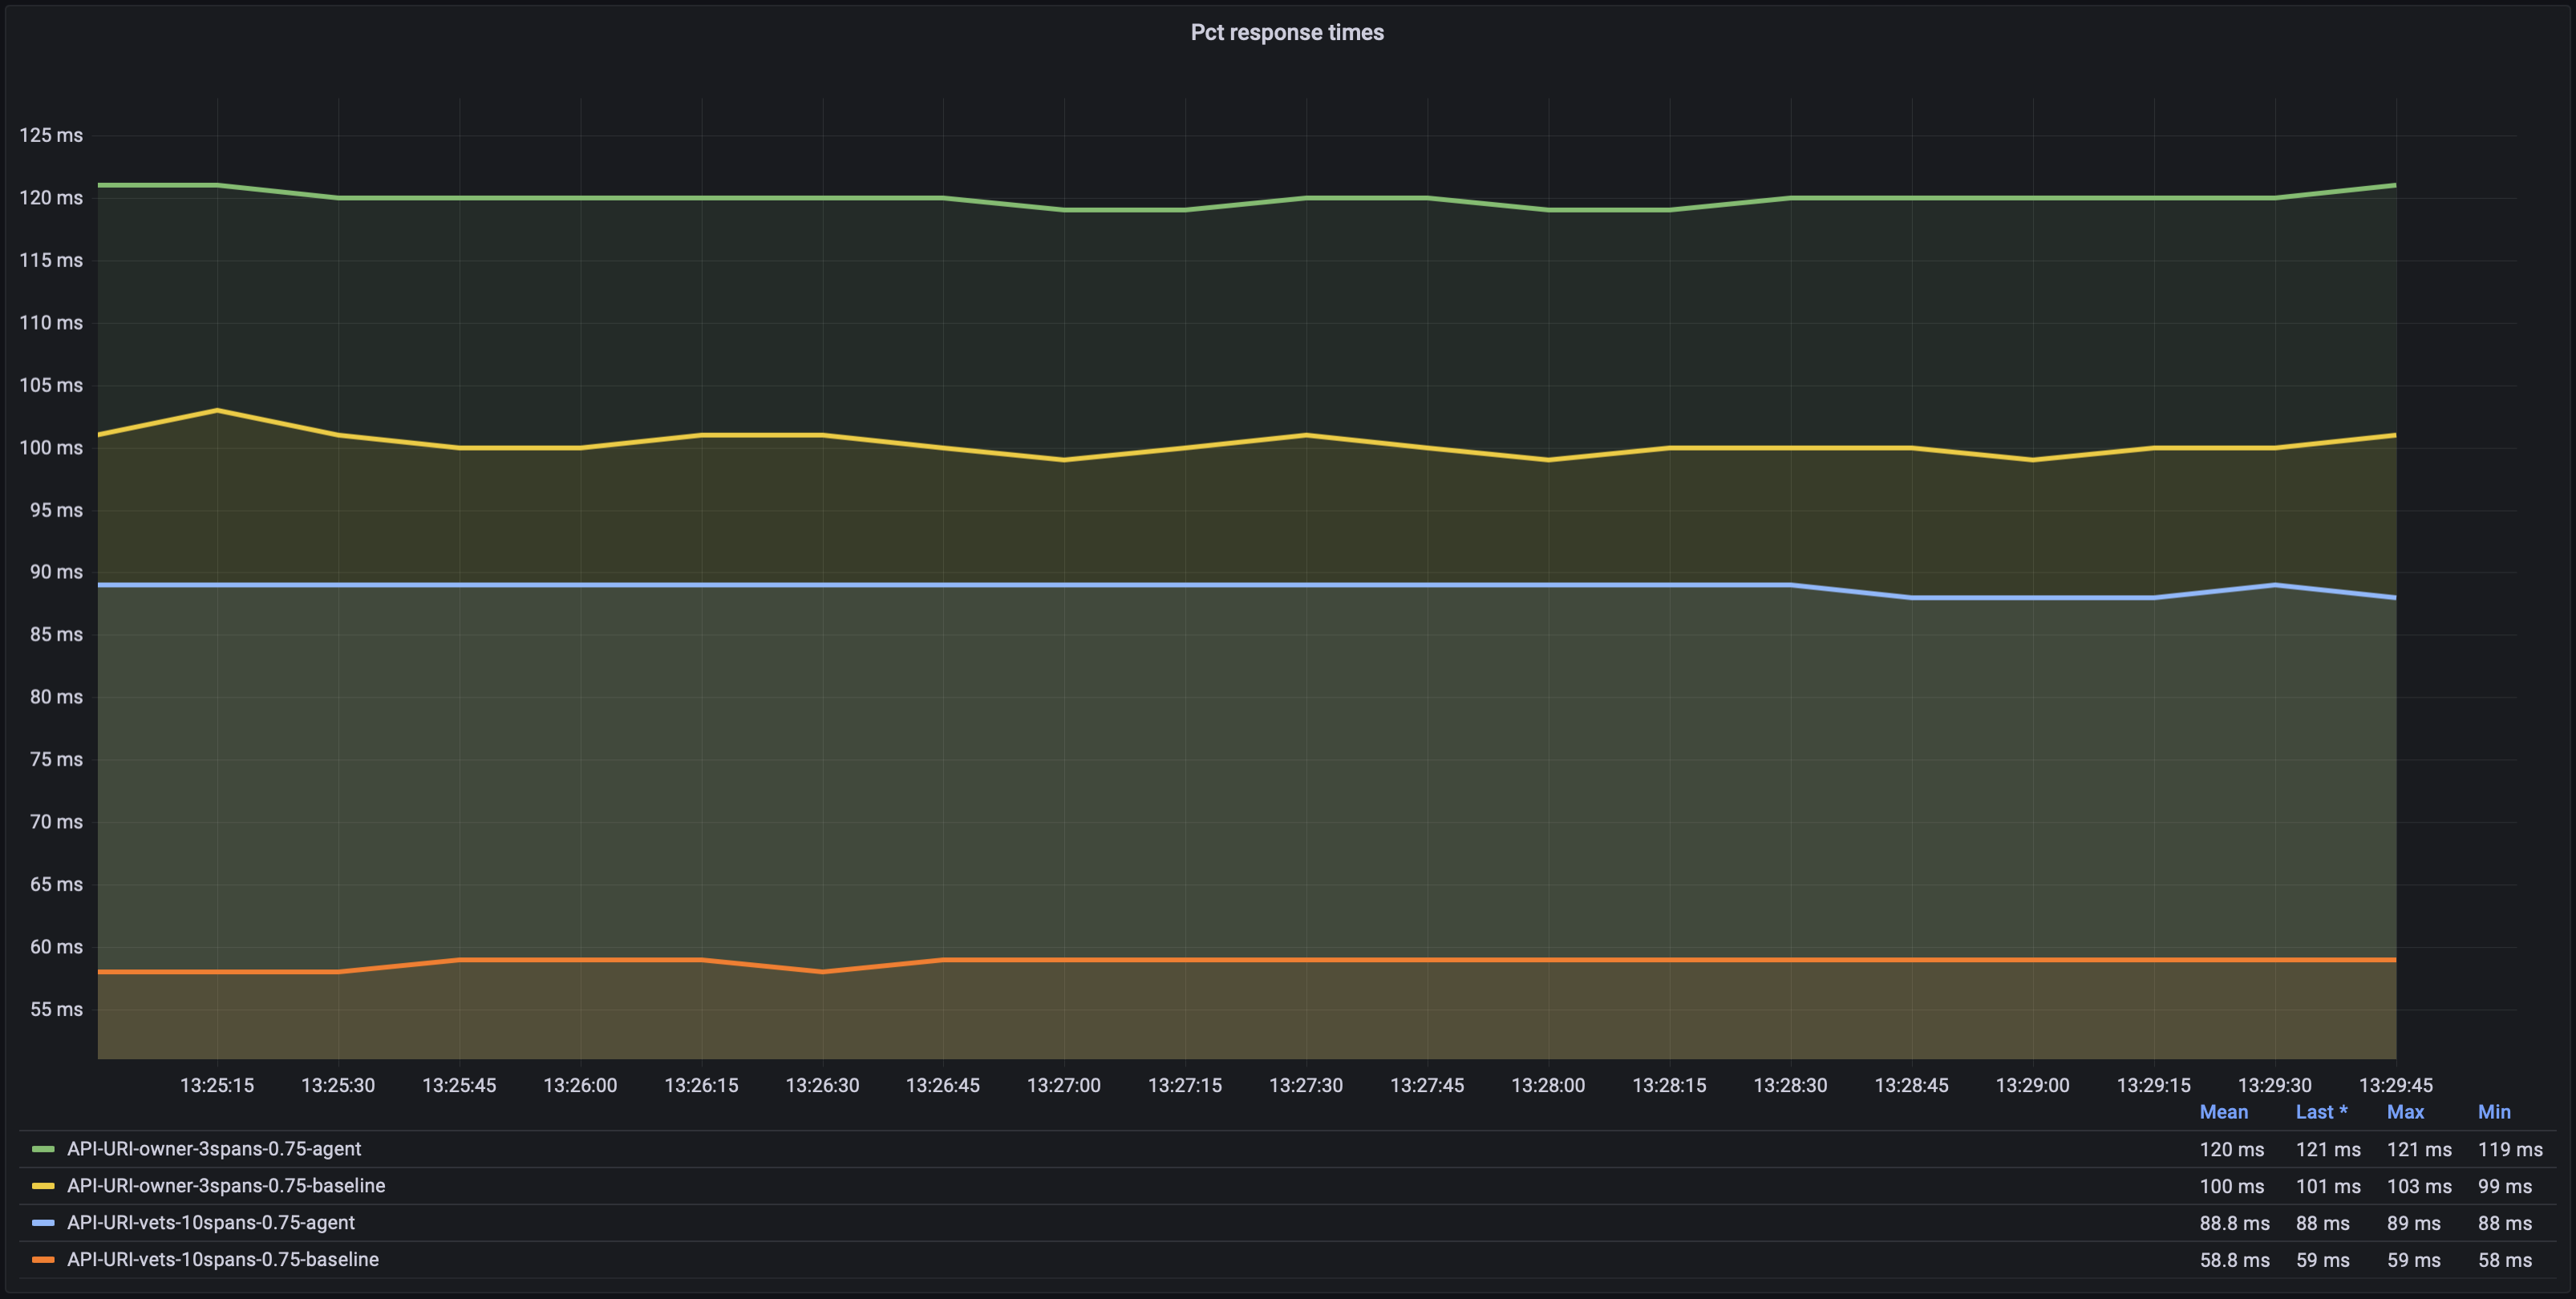 Pct response times
125 ms
120 ms
115 ms
110 ms
105 ms
100 ms
95 ms
90 ms
85 ms
80 ms
75 ms
70 ms
65 ms
60 ms
55 ms
13:25:15 13:25:30 13:25:45 13:26:00 13:26:15 13:26:30 13:26:45 13:27:00 13:27:15 13:27:30 13:27:45 13:28:00 13:28:15 13:28:30 13:28:45 13:29:00 13:29:15 13:29:30 13:29:45
Mean Last * Max Min
API-URI-owner-3spans-0.75-agent 120 ms 121 ms 121 ms 119 ms
API-URI-owner-3spans-0.75-baseline 100 ms 101 ms 103 ms 99 ms
API-URI-vets-10spans-0.75-agent 88.8 ms 88 ms 89 ms 88 ms
API-URI-vets-10spans-0.75-baseline 58.8 ms 59 ms 59 ms 58 ms